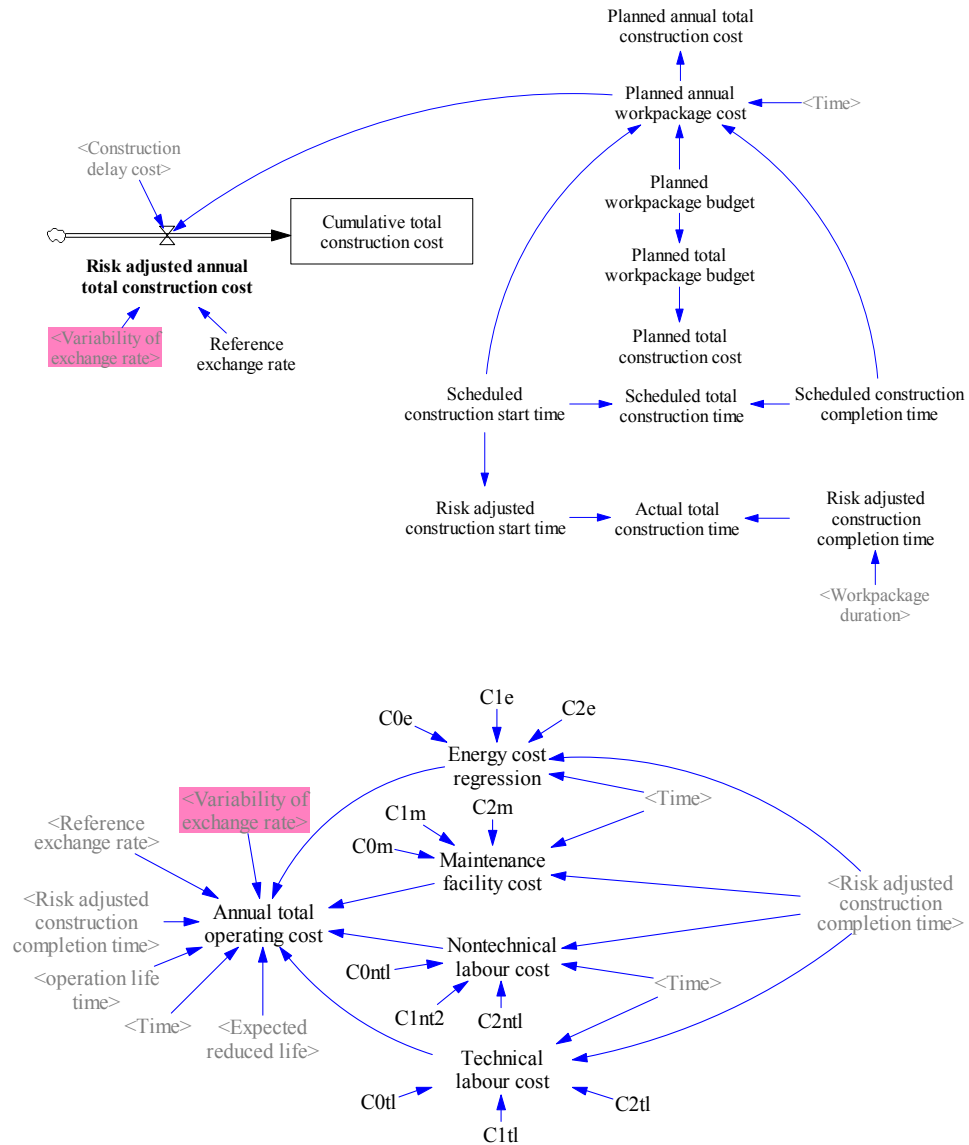 Planned annual total
construction cost
Planned annual
workpackage cost
<Time>
<Construction
delay cost>
Planned
workpackage budget
Cumulative total
construction cost
Planned total
workpackage budget
Risk adjusted annual
total construction cost
<Variability of
exchange rate>
Reference
exchange rate
Planned total
construction cost
Scheduled
construction start time
Scheduled total
construction time
Scheduled construction
completion time
Risk adjusted
construction start time
Actual total
construction time
Risk adjusted
construction
completion time
<Workpackage
duration>
C1e
C0e
C2e
Energy cost
regression
<Variability of
exchange rate>
<Time>
C1m
C2m
<Reference
exchange rate>
C0m
Maintenance
facility cost
<Risk adjusted
construction
completion time>
Annual total
operating cost
<Risk adjusted
construction
completion time>
Nontechnical
labour cost
C0ntl
<operation life
time>
<Time>
C1nt2
C2ntl
<Time>
<Expected
reduced life>
Technical
labour cost
C0tl
C2tl
C1tl